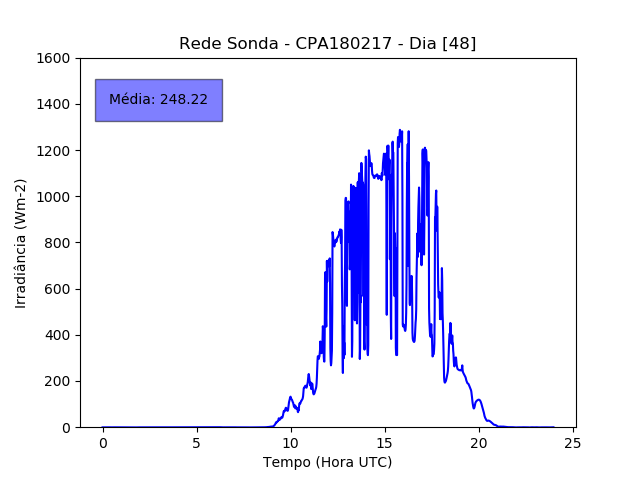 Rede Sonda - CPA180217 - Dia [48]
1600
1400
1200
1000
800
600
400
200
0
Média: 248.22
Irradiância (Wm-2)
0 5 10 15 20 25
Tempo (Hora UTC)